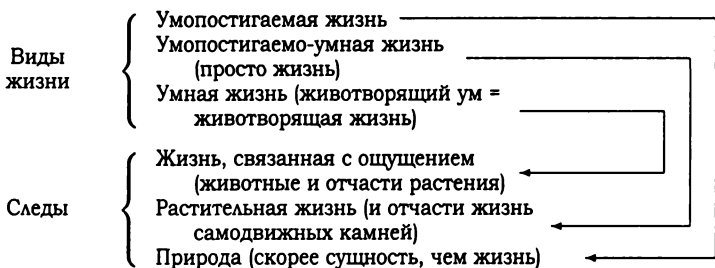 Виды
жизни
Умопостигаемая жизнь
Умопостигаемо-умная жизнь
(просто жизнь)
Умная жизнь (животворящий ум =
животворящая жизнь)
Следы
Жизнь, связанная с ощущением
(животные и отчасти растения)
Растительная жизнь (и отчасти жизнь
самодвижных камней)
Природа (скорее сущность, чем жизнь)